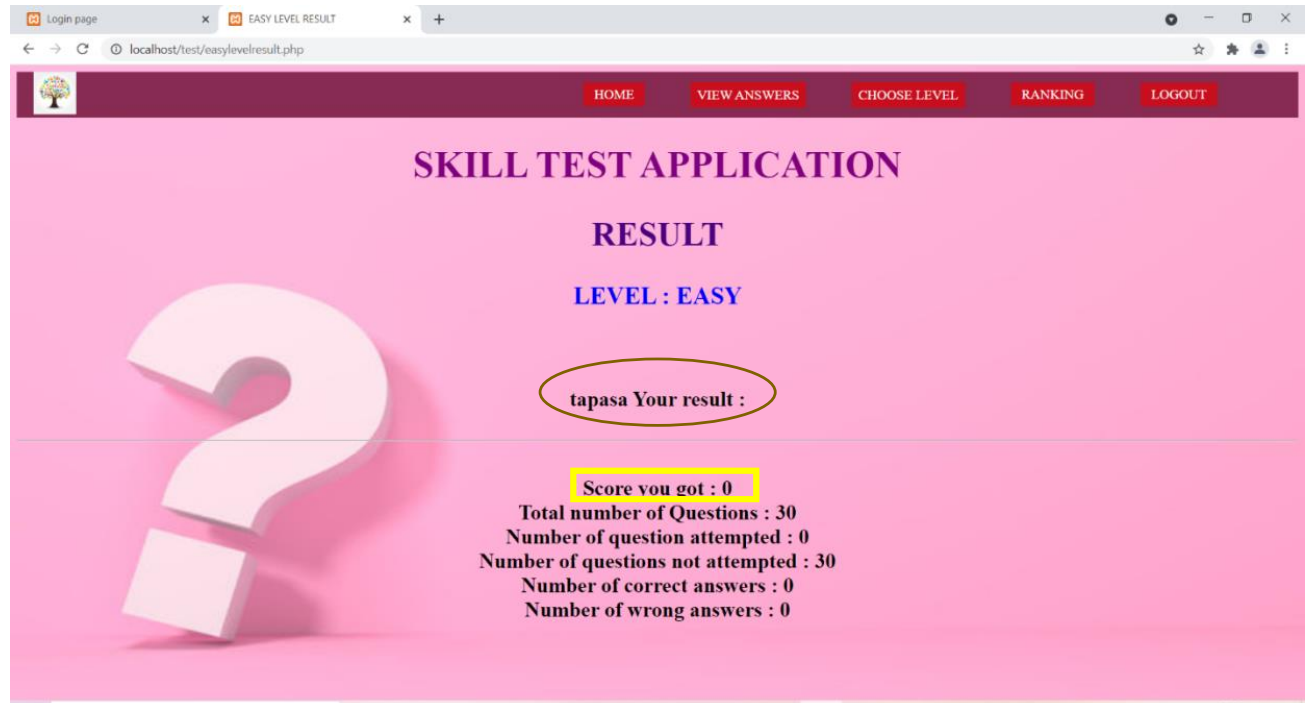 Login page
EASY LEVEL RESULT
localhost/test/easylevelresult.php
HOME VIEW ANSWERS CHOOSE LEVEL RANKING LOGOUT
SKILL TEST APPLICATION
RESULT
LEVEL : EASY
tapasa Your result :
Score you got : 0
Total number of Questions : 30
Number of question attempted : 0
Number of questions not attempted : 30
Number of correct answers : 0
Number of wrong answers : 0